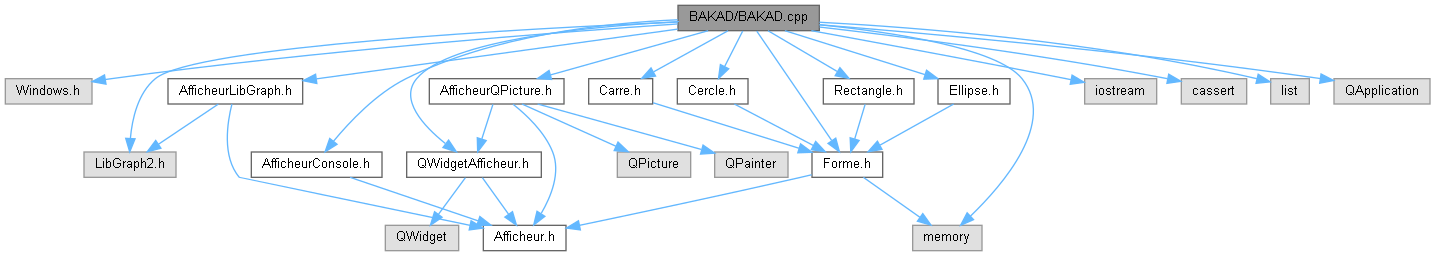 BAKAD/BAKAD.cpp
Windows.h
AfficheurLibGraph.h
AfficheurQPicture.h
Carre.h
Cercle.h
Rectangle.h
Ellipse.h
iostream
cassert
list
QApplication
LibGraph2.h
AfficheurConsole.h
QWidgetAfficheur.h
QPicture
QPainter
Forme.h
QWidget
Afficheur.h
memory